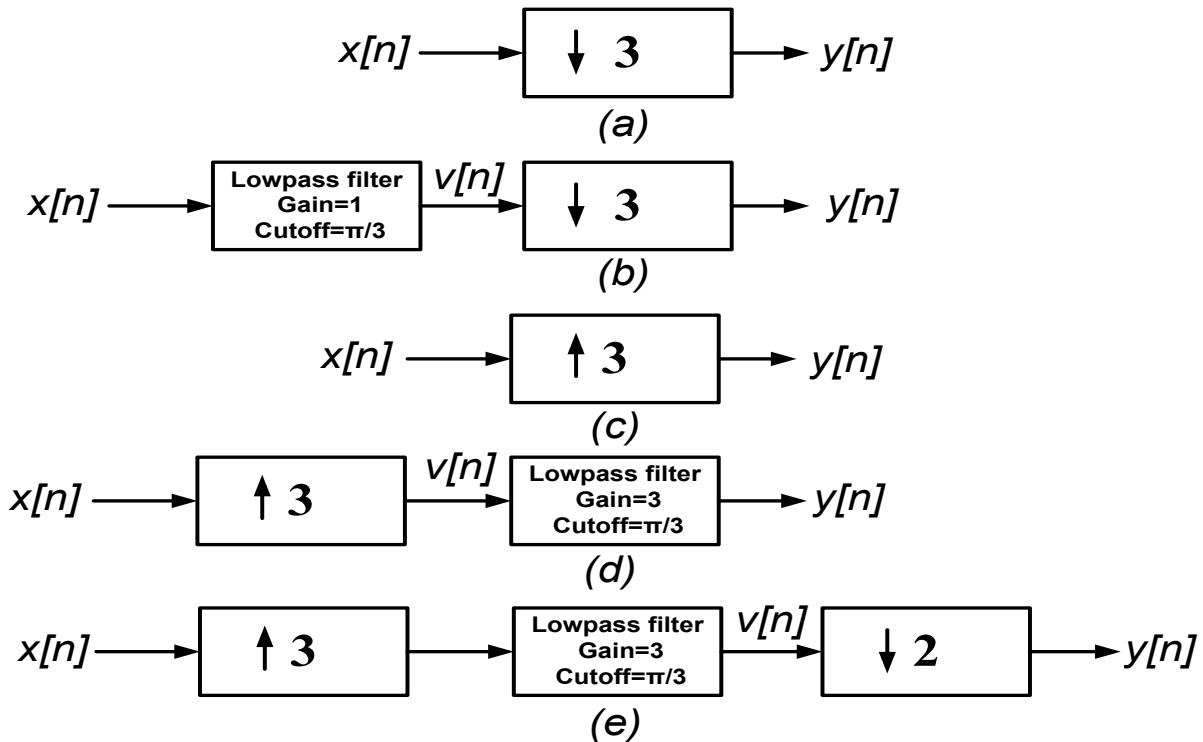 x[n] ↓ 3 y[n]
(a)
x[n] Lowpass filter Gain=1 Cutoff=π/3 v[n] ↓ 3 y[n]
(b)
x[n] ↑ 3 y[n]
(c)
x[n] ↑ 3 v[n] Lowpass filter Gain=3 Cutoff=π/3 y[n]
(d)
x[n] ↑ 3 Lowpass filter Gain=3 Cutoff=π/3 v[n] ↓ 2 y[n]
(e)